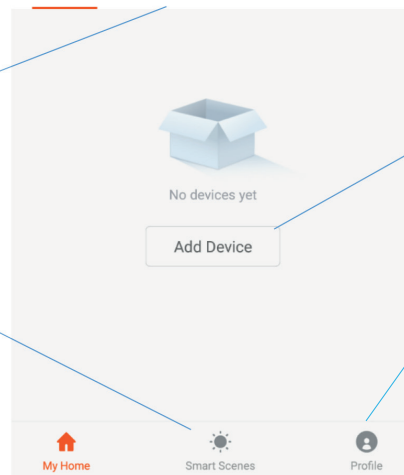 No devices yet
Add Device
My Home
Smart Scenes
Profile